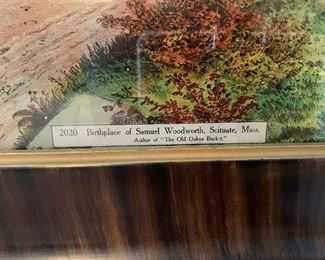 2020 Birthplace of Samuel Woodworth, Scituate, Mass.
Author of "The Old Oaken Bucket."